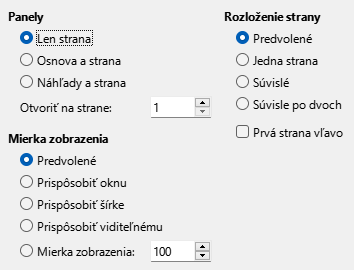 Panely
Len strana
Osnova a strana
Náhľady a strana
Otvoriť na strane: 1
Mierka zobrazenia
Predvolené
Prispôsobiť oknu
Prispôsobiť šírke
Prispôsobiť viditeľnému
Mierka zobrazenia: 100
Rozloženie strany
Predvolené
Jedna strana
Súvislé
Súvisle po dvoch
Prvá strana vľavo